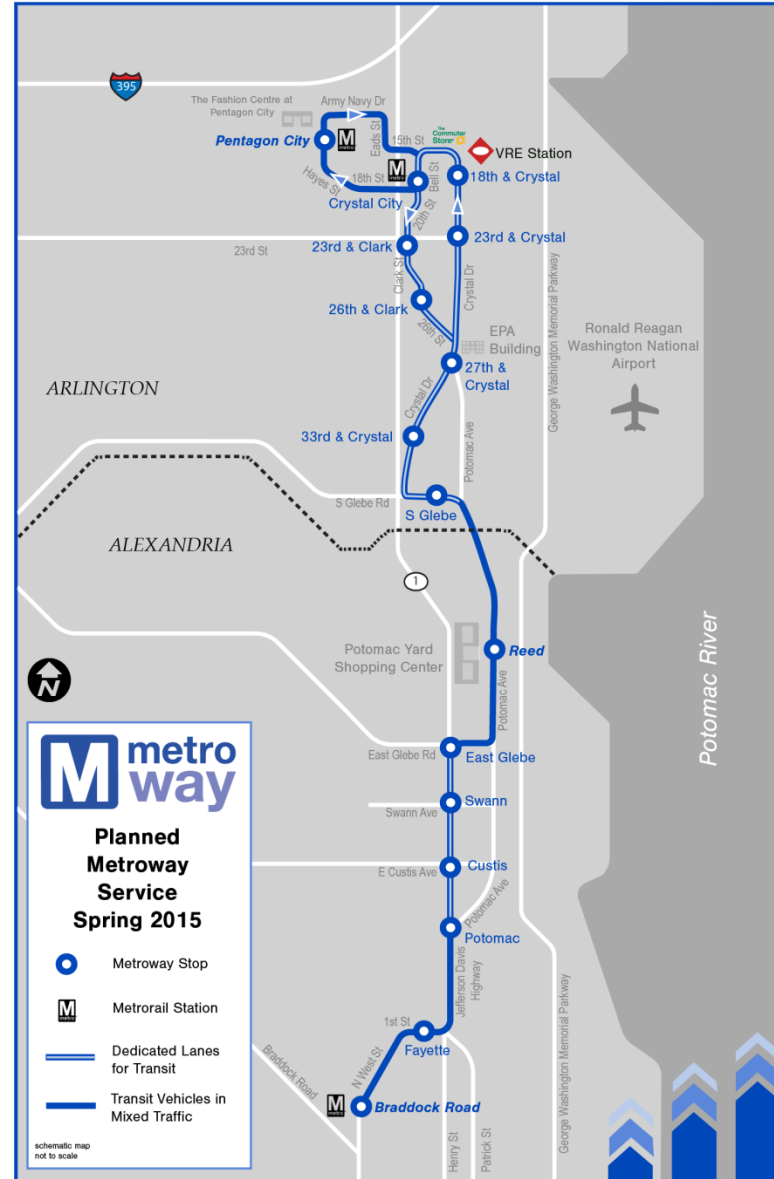 395
The Fashion Centre at
Pentagon City
Army Navy Dr
Pentagon City
M
metro
Eads St
15th St
The
Commuter
Store
VRE Station
M
metro
Bell St
18th St
Hayes St
18th & Crystal
Crystal City
20th St
23rd St
23rd & Clark
23rd & Crystal
Clark St
Crystal Dr
26th & Clark
26th St
EPA
Building
George Washington Memorial Parkway
Ronald Reagan
Washington National
Airport
27th &
Crystal
ARLINGTON
Crystal Dr
33rd & Crystal
Potomac Ave
S Glebe Rd
S Glebe
ALEXANDRIA
1
Potomac Yard
Shopping Center
Reed
Potomac Ave
Potomac River
N
East Glebe Rd
East Glebe
Swann
Swann Ave
Custis
E Custis Ave
Potomac Ave
Potomac
Jefferson Davis
Highway
1st St
Fayette
N West St
Braddock Road
M
metro
Braddock Road
Henry St
Patrick St
George Washington Memorial Parkway
M metro
way
Planned
Metroway
Service
Spring 2015
Metroway Stop
M
metro
Metrorail Station
Dedicated Lanes
for Transit
Transit Vehicles in
Mixed Traffic
schematic map
not to scale